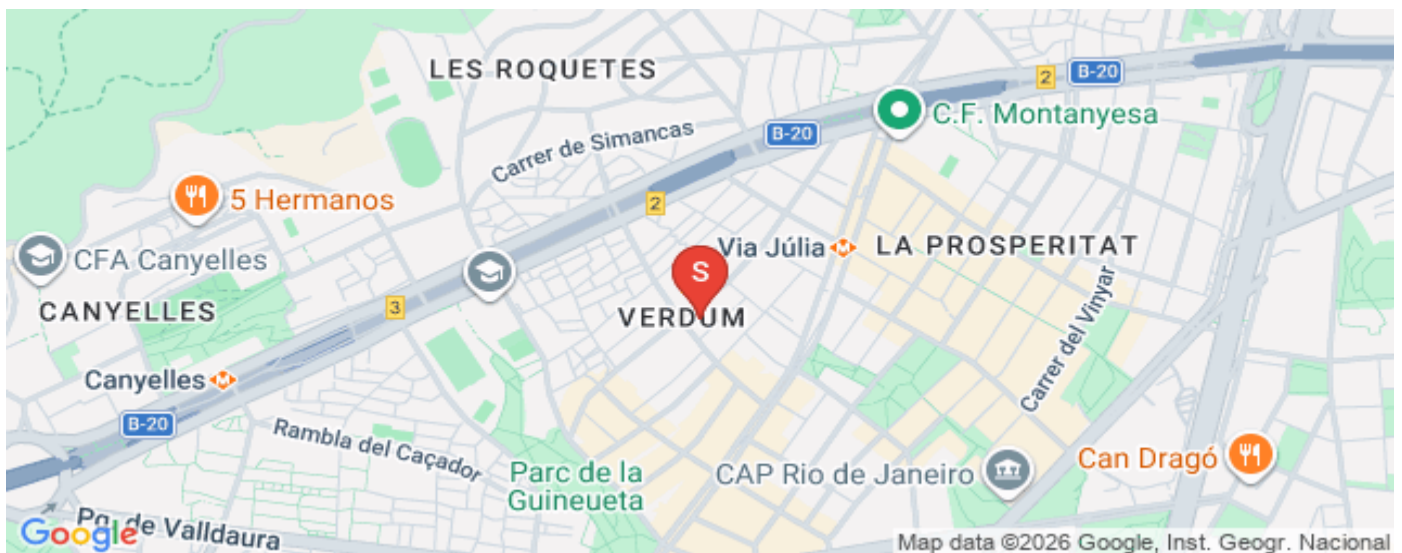 LES ROQUETES
2
B-20
C.F. Montanyesa
B-20
Carrer de Simancas
5 Hermanos
2
Via Júlia
M
LA PROSPERITAT
CFA Canyelles
S
CANYELLES
3
VERDUM
Carrer del Vinyar
Canyelles
M
B-20
Rambla del Caçador
Parc de la
Guineueta
CAP Rio de Janeiro
Can Dragó
Google
de Valldaura
Map data ©2026 Google, Inst. Geogr. Nacional